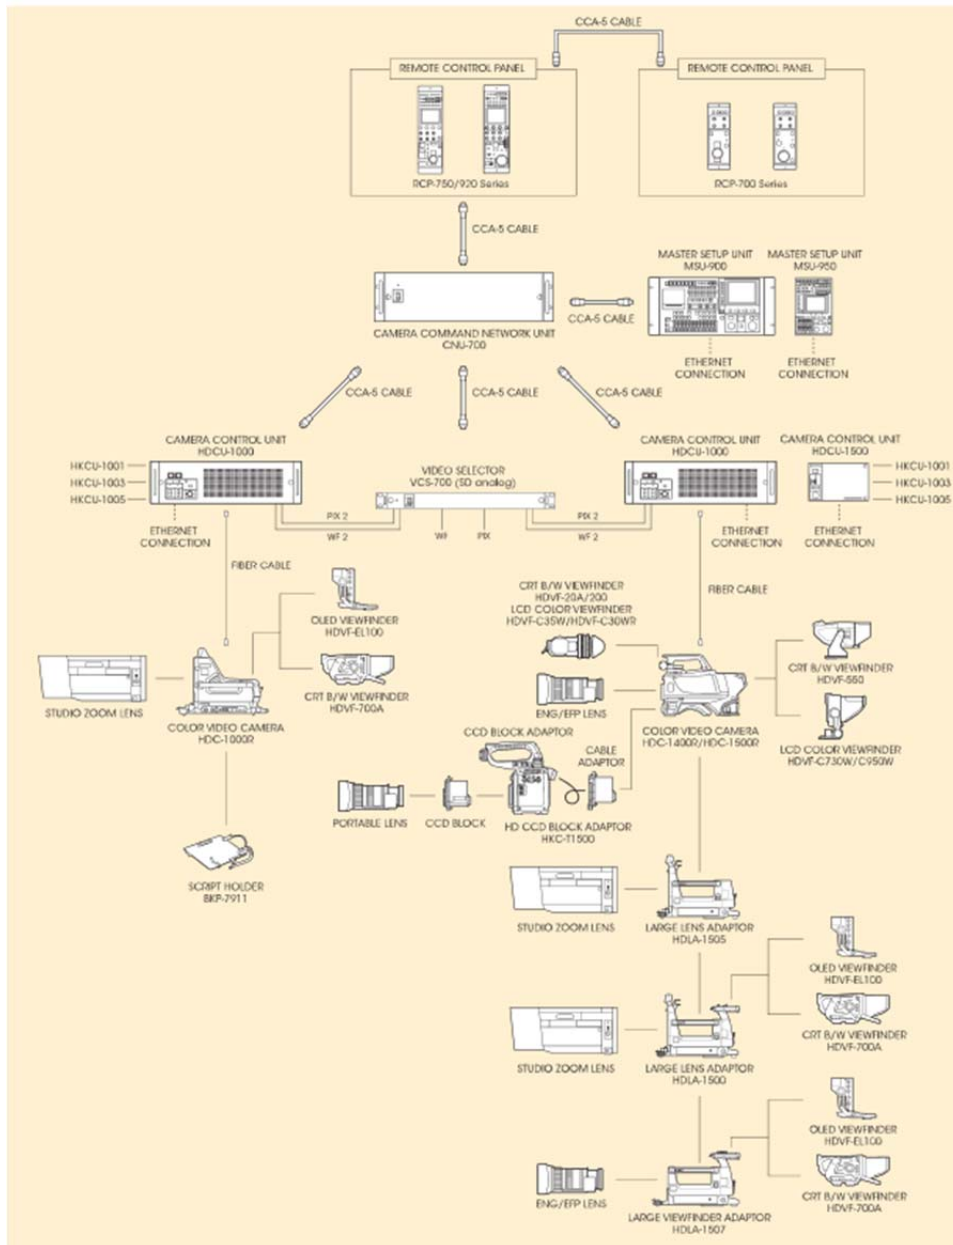 CCA-5 CABLE
REMOTE CONTROL PANEL
REMOTE CONTROL PANEL
RCP-750/920 Series
RCP-700 Series
CCA-5 CABLE
MASTER SETUP UNIT
MSU-900
MASTER SETUP UNIT
MSU-950
CCA-5 CABLE
CAMERA COMMAND NETWORK UNIT
CNU-700
ETHERNET
CONNECTION
ETHERNET
CONNECTION
CCA-5 CABLE
CCA-5 CABLE
CCA-5 CABLE
CAMERA CONTROL UNIT
HDCU-1000
HKCU-1001
HKCU-1003
HKCU-1005
VIDEO SELECTOR
VCS-700 (SD analog)
CAMERA CONTROL UNIT
HDCU-1000
CAMERA CONTROL UNIT
HDCU-1500
HKCU-1001
HKCU-1003
HKCU-1005
ETHERNET
CONNECTION
PIX 2
WF 2
WF
PIX
PIX 2
WF 2
ETHERNET
CONNECTION
ETHERNET
CONNECTION
FIBER CABLE
FIBER CABLE
OLED VIEWFINDER
HDVF-EL100
CRT B/W VIEWFINDER
HDVF-20A/200
LCD COLOR VIEWFINDER
HDVF-C35W/HDVF-C30WR
CRT B/W VIEWFINDER
HDVF-550
STUDIO ZOOM LENS
CRT B/W VIEWFINDER
HDVF-700A
COLOR VIDEO CAMERA
HDC-1000R
ENG/EFP LENS
COLOR VIDEO CAMERA
HDC-1400R/HDC-1500R
LCD COLOR VIEWFINDER
HDVF-C730W/C950W
CCD BLOCK ADAPTOR
CABLE
ADAPTOR
PORTABLE LENS
CCD BLOCK
HD CCD BLOCK ADAPTOR
HKC-T1500
SCRIPT HOLDER
BKP-7911
STUDIO ZOOM LENS
LARGE LENS ADAPTOR
HDLA-1505
OLED VIEWFINDER
HDVF-EL100
CRT B/W VIEWFINDER
HDVF-700A
STUDIO ZOOM LENS
LARGE LENS ADAPTOR
HDLA-1500
OLED VIEWFINDER
HDVF-EL100
CRT B/W VIEWFINDER
HDVF-700A
ENG/EFP LENS
LARGE VIEWFINDER ADAPTOR
HDLA-1507